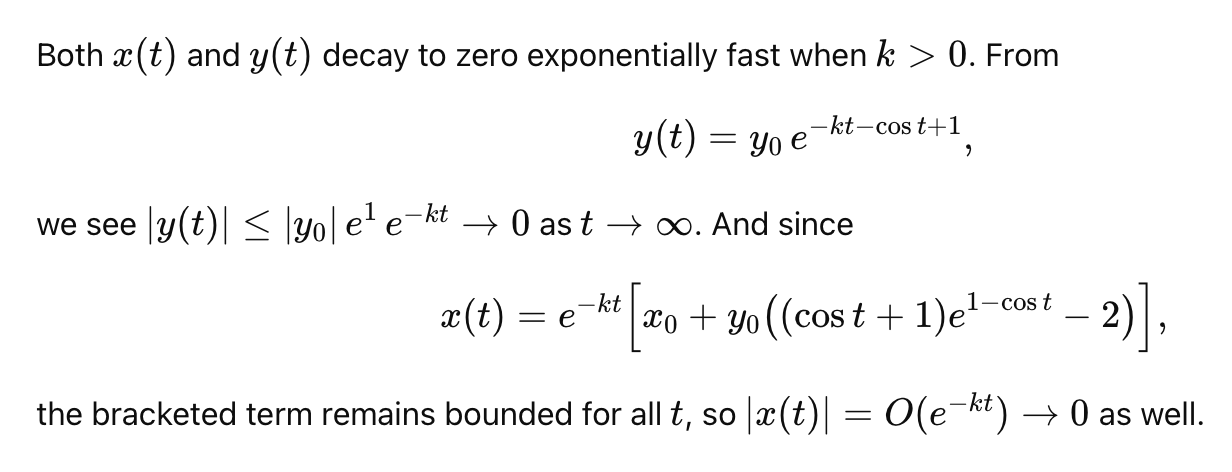 Both x(t) and y(t) decay to zero exponentially fast when k > 0. From
y(t) = y₀ e^{−kt−cos t+1},
we see |y(t)| ≤ |y₀| e¹ e^{−kt} → 0 as t → ∞. And since
x(t) = e^{−kt}[x₀ + y₀((cos t + 1)e^{1−cos t} − 2)],
the bracketed term remains bounded for all t, so |x(t)| = O(e^{−kt}) → 0 as well.